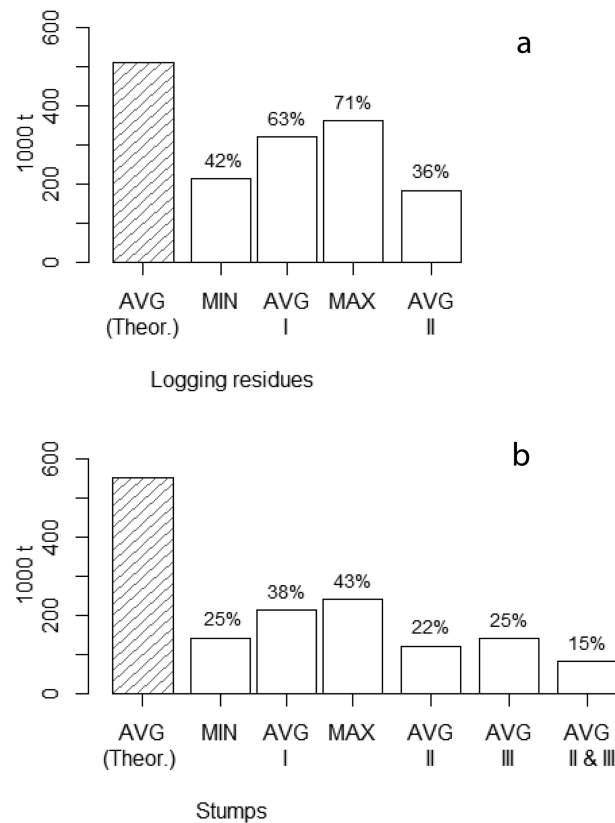 a
600
400
200
0
1000 t
42%
63%
71%
36%
AVG MIN AVG MAX AVG
(Theor.) I II
Logging residues
b
600
400
200
0
1000 t
25%
38%
43%
22%
25%
15%
AVG MIN AVG MAX AVG AVG AVG
(Theor.) I II III II & III
Stumps